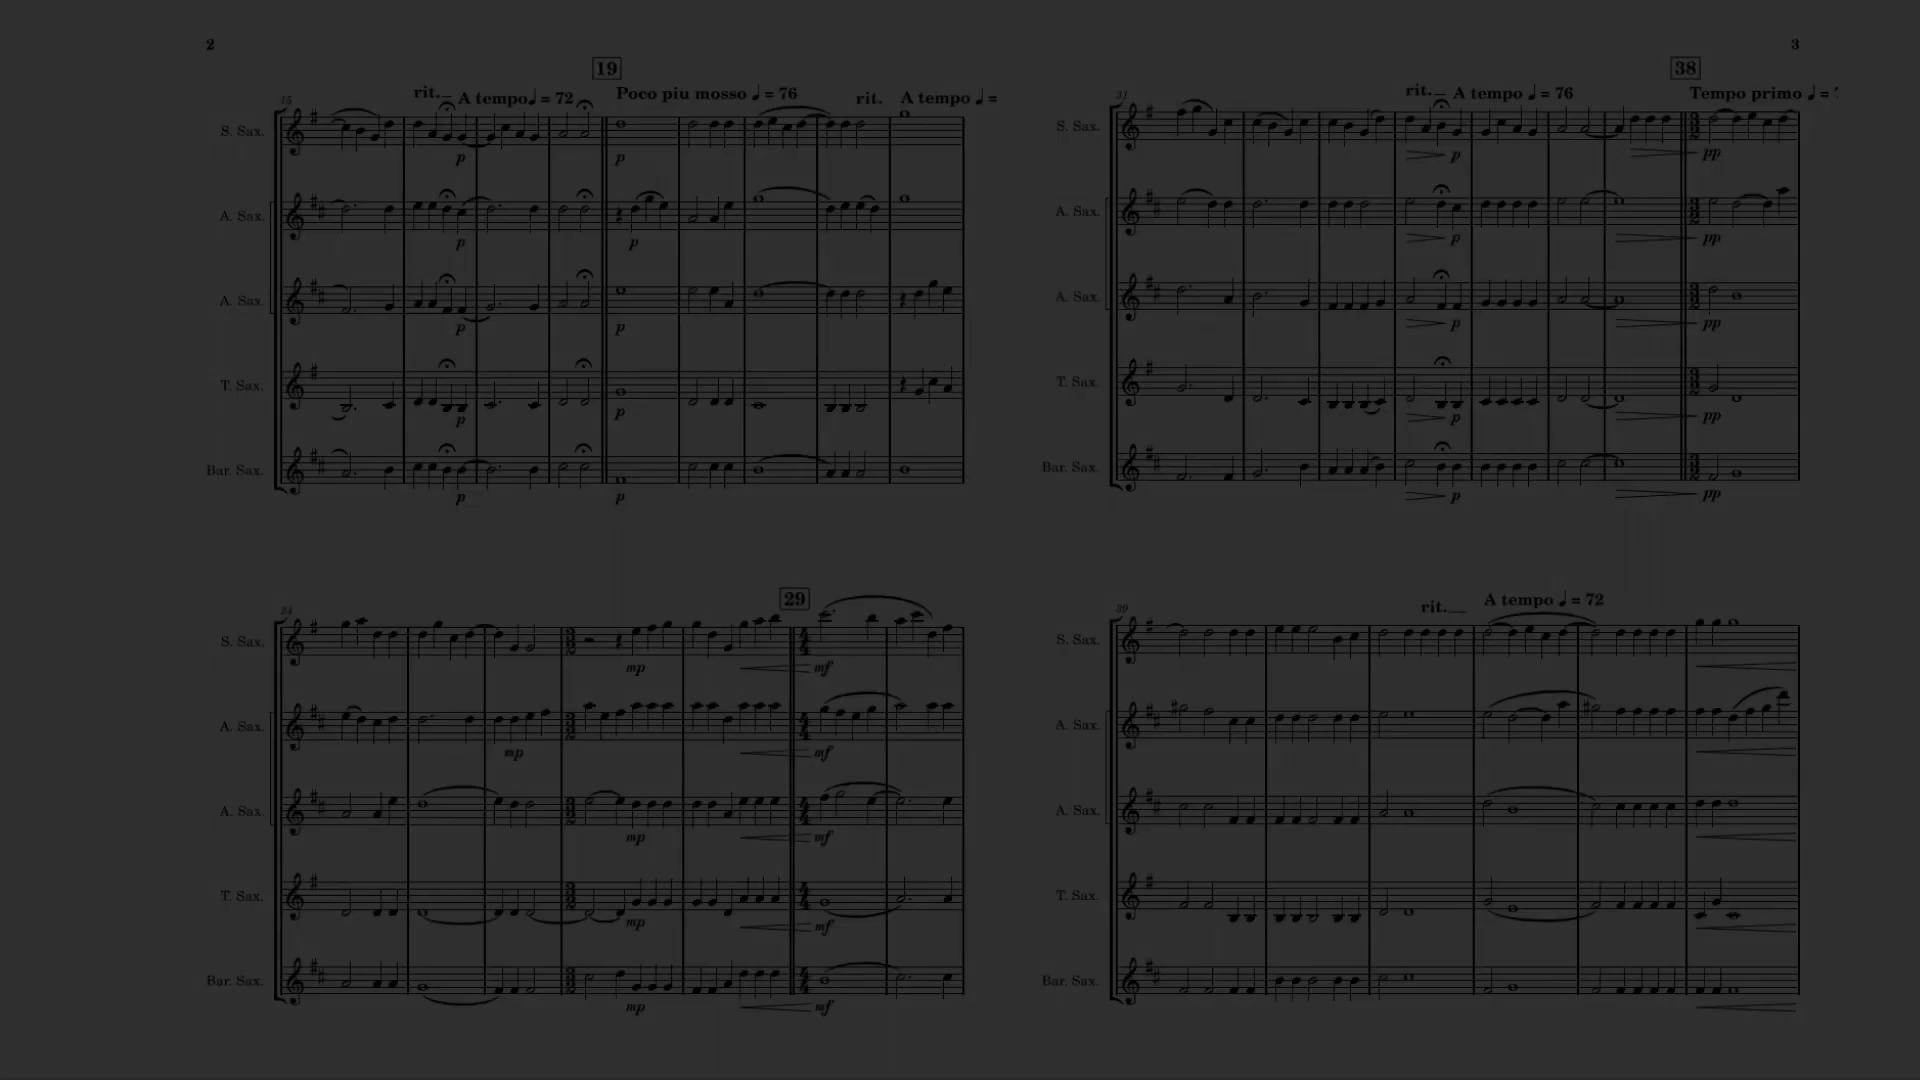 2
19
15
rit.
A tempo ♩ = 72
Poco piu mosso ♩ = 76
rit.
A tempo ♩ =
S. Sax.
p
p
A. Sax.
p
p
A. Sax.
p
p
T. Sax.
p
p
Bar. Sax.
p
p
29
24
S. Sax.
mp
mf
A. Sax.
mp
mf
A. Sax.
mp
mf
T. Sax.
mp
mf
Bar. Sax.
mp
mf
3
38
31
rit.
A tempo ♩ = 76
Tempo primo ♩ =
S. Sax.
p
pp
A. Sax.
p
pp
A. Sax.
p
pp
T. Sax.
p
pp
Bar. Sax.
p
pp
39
rit.
A tempo ♩ = 72
S. Sax.
A. Sax.
A. Sax.
T. Sax.
Bar. Sax.